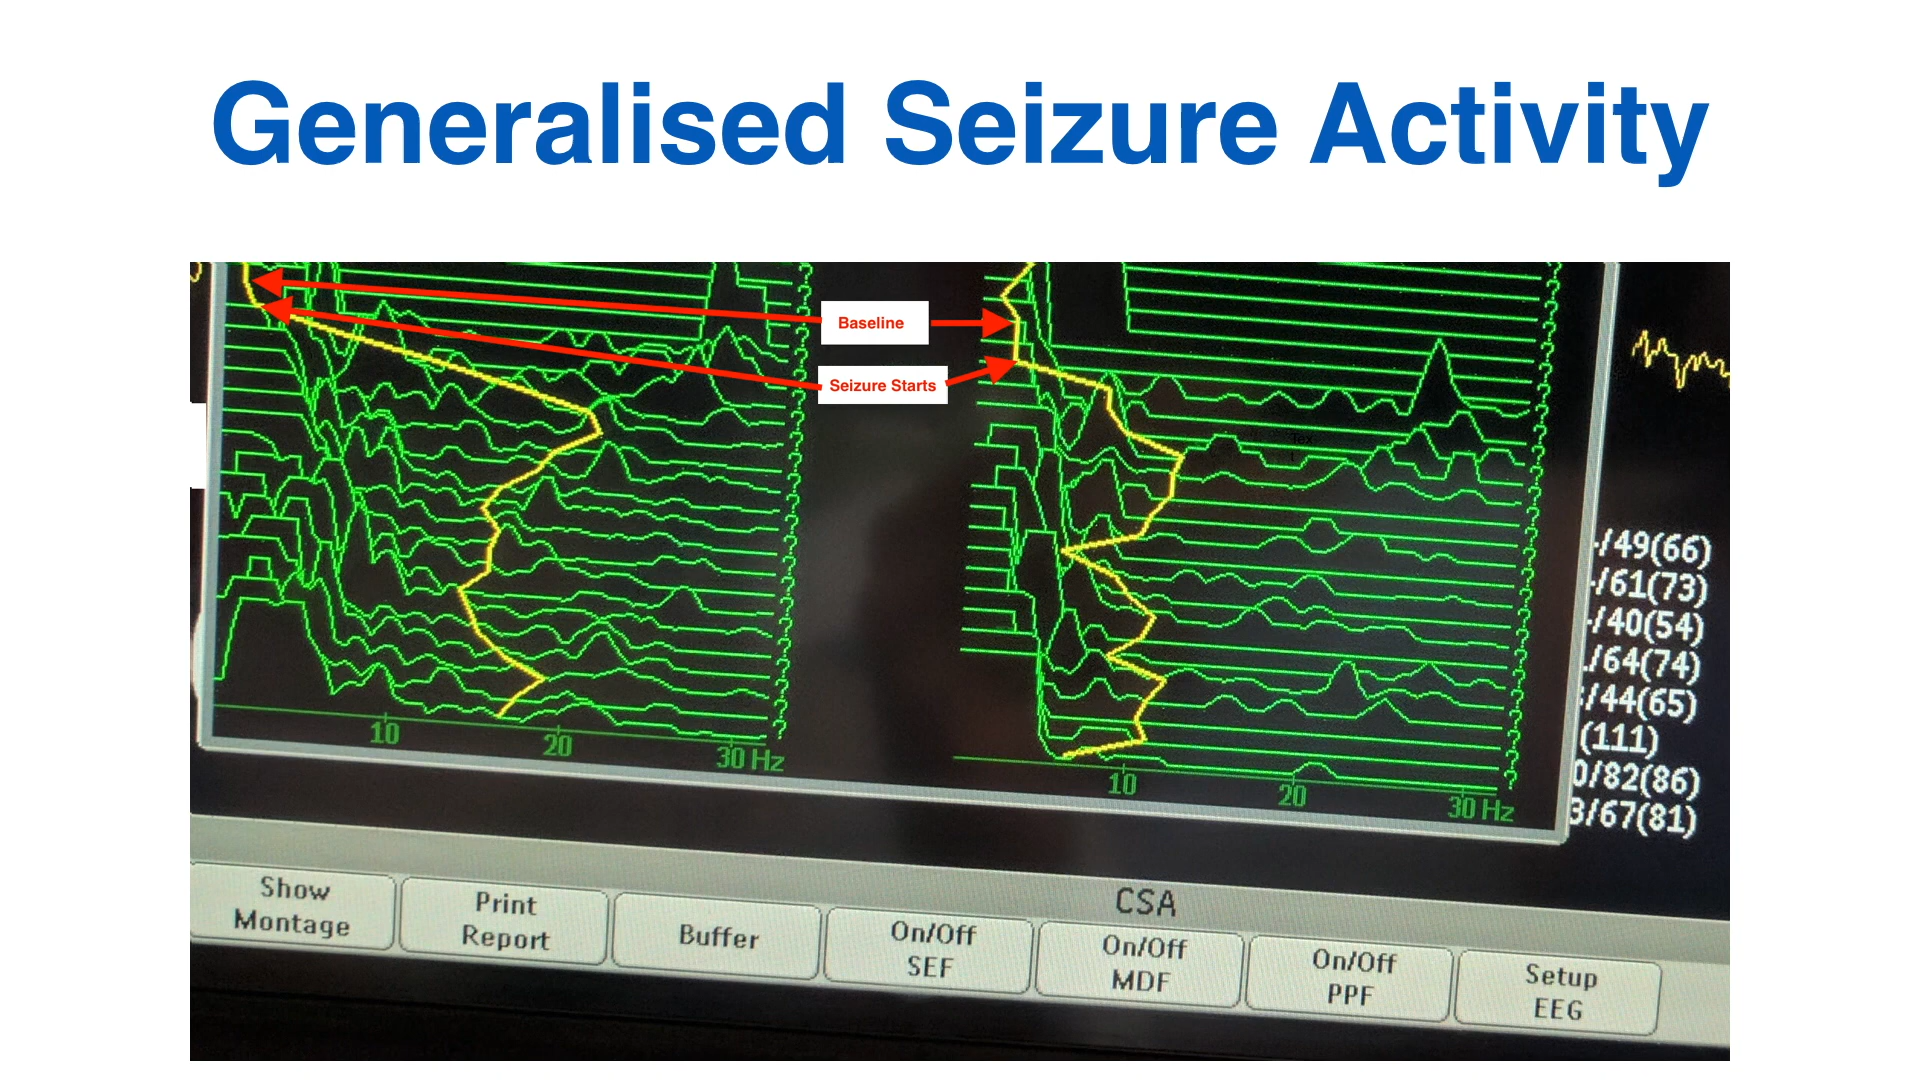 Generalised Seizure Activity
Baseline
Seizure Starts
Tex
/49(66)
/61(73)
/40(54)
/64(74)
/44(65)
(111)
0/82(86)
3/67(81)
10
20
30 Hz
10
20
30 Hz
CSA
Show
Montage
Print
Report
Buffer
On/Off
SEF
On/Off
MDF
On/Off
PPF
Setup
EEG